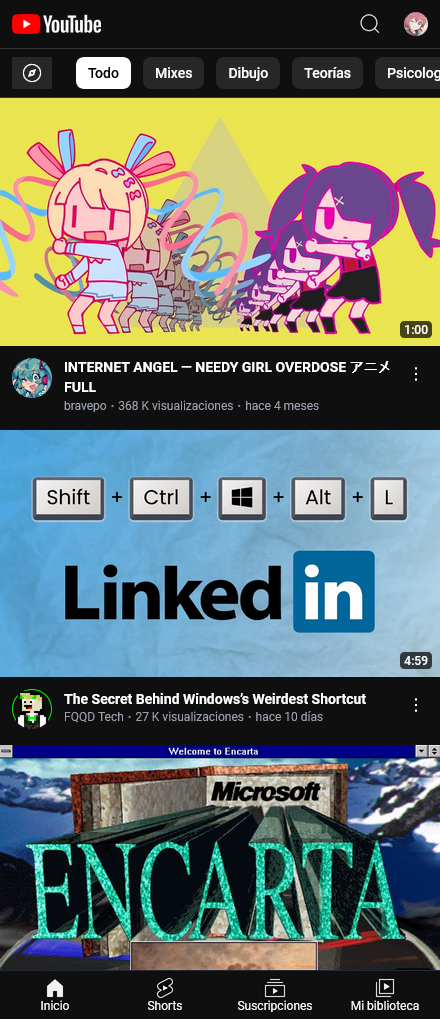 YouTube
Todo Mixes Dibujo Teorías Psicolog
1:00
INTERNET ANGEL — NEEDY GIRL OVERDOSE アニメ
FULL
bravepo · 368 K visualizaciones · hace 4 meses
Shift + Ctrl + + Alt + L
Linked in
4:59
The Secret Behind Windows's Weirdest Shortcut
FQQD Tech · 27 K visualizaciones · hace 10 días
Welcome to Encarta
Microsoft
ENCARTA
Inicio Shorts Suscripciones Mi biblioteca